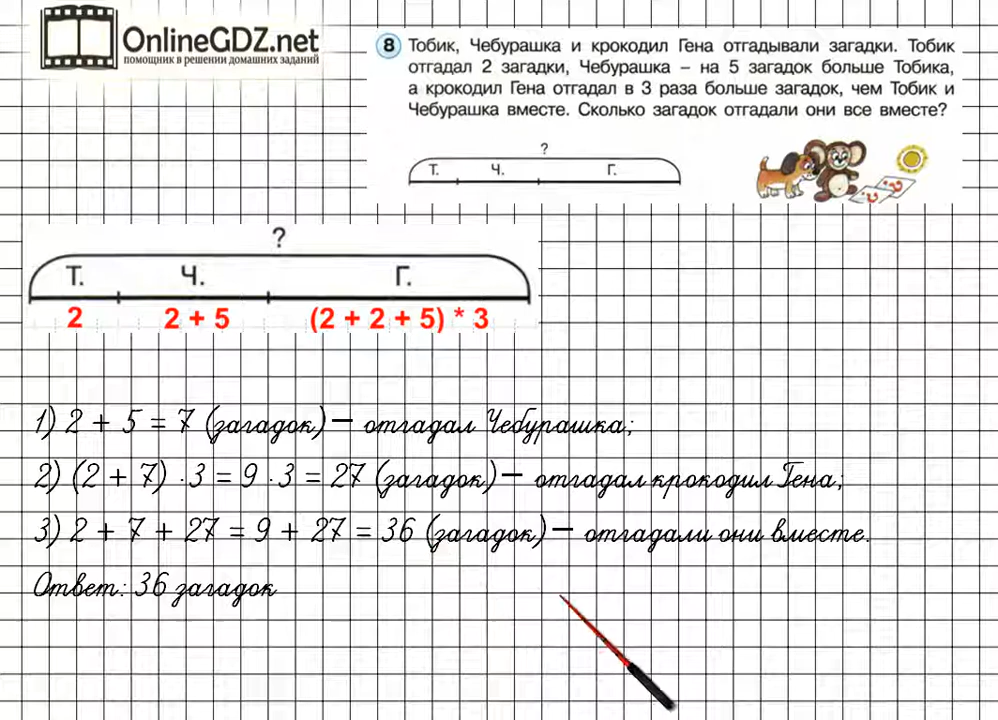 OnlineGDZ.net
помощник в решении домашних заданий
8 Тобик, Чебурашка и крокодил Гена отгадывали загадки. Тобик
отгадал 2 загадки, Чебурашка – на 5 загадок больше Тобика,
а крокодил Гена отгадал в 3 раза больше загадок, чем Тобик и
Чебурашка вместе. Сколько загадок отгадали они все вместе?
?
Т. Ч. Г.
?
Т. Ч. Г.
2 2 + 5 (2 + 2 + 5) * 3
1) 2 + 5 = 7 (загадок) – отгадал Чебурашка;
2) (2 + 7) · 3 = 9 · 3 = 27 (загадок) – отгадал крокодил Гена;
3) 2 + 7 + 27 = 9 + 27 = 36 (загадок) – отгадали они вместе.
Ответ: 36 загадок